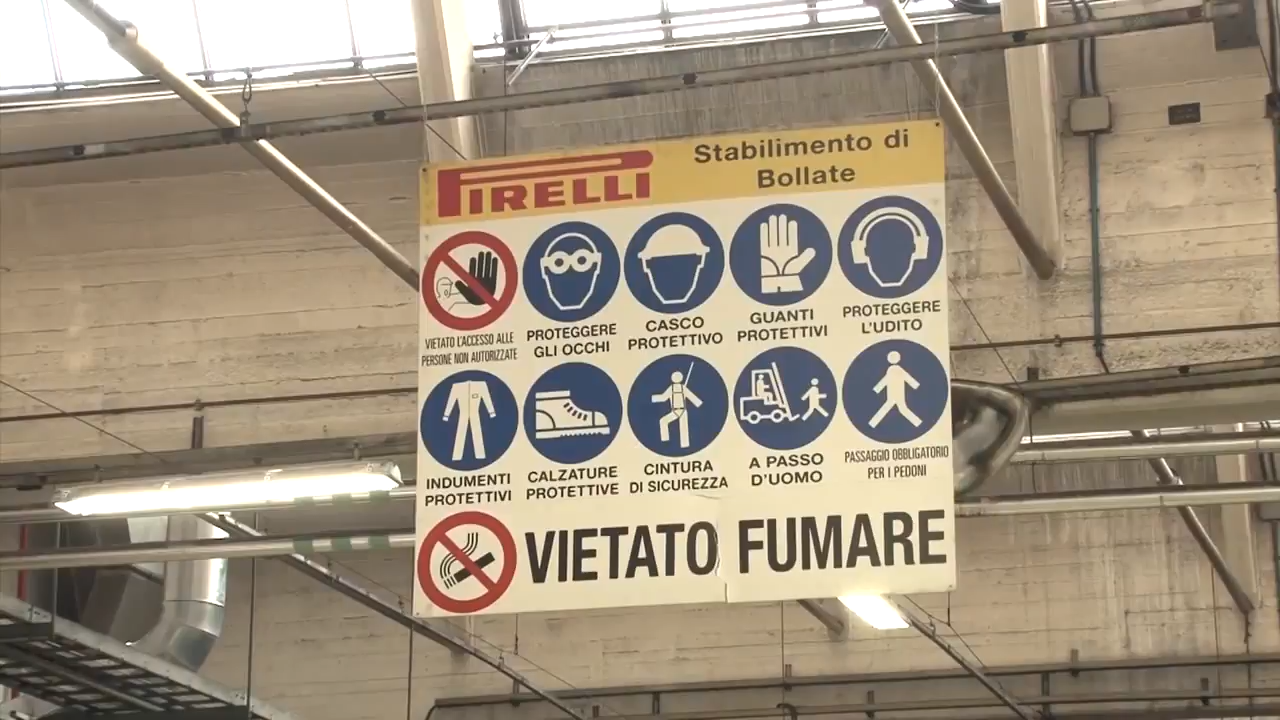 PIRELLI
Stabilimento di
Bollate
VIETATO L'ACCESSO ALLE
PERSONE NON AUTORIZZATE
PROTEGGERE
GLI OCCHI
CASCO
PROTETTIVO
GUANTI
PROTETTIVI
PROTEGGERE
L'UDITO
INDUMENTI
PROTETTIVI
CALZATURE
PROTETTIVE
CINTURA
DI SICUREZZA
A PASSO
D'UOMO
PASSAGGIO OBBLIGATORIO
PER I PEDONI
VIETATO FUMARE